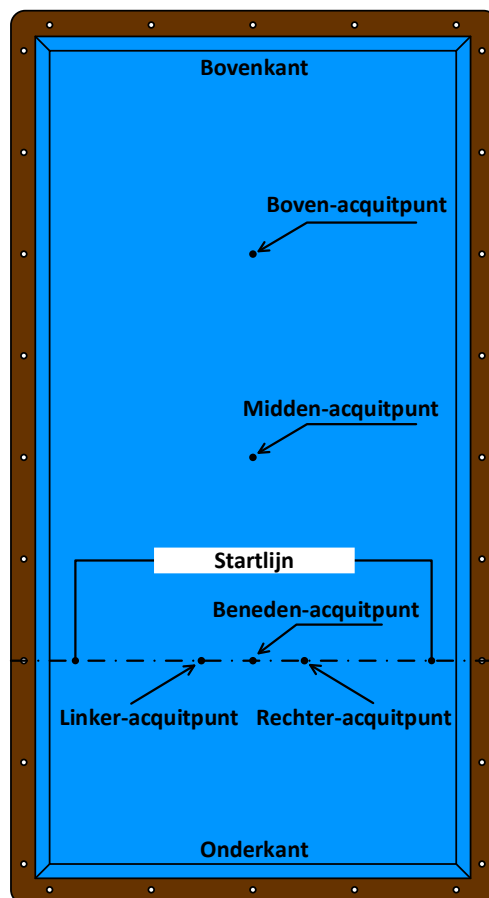 Bovenkant
Boven-acquitpunt
Midden-acquitpunt
Startlijn
Beneden-acquitpunt
Linker-acquitpunt
Rechter-acquitpunt
Onderkant